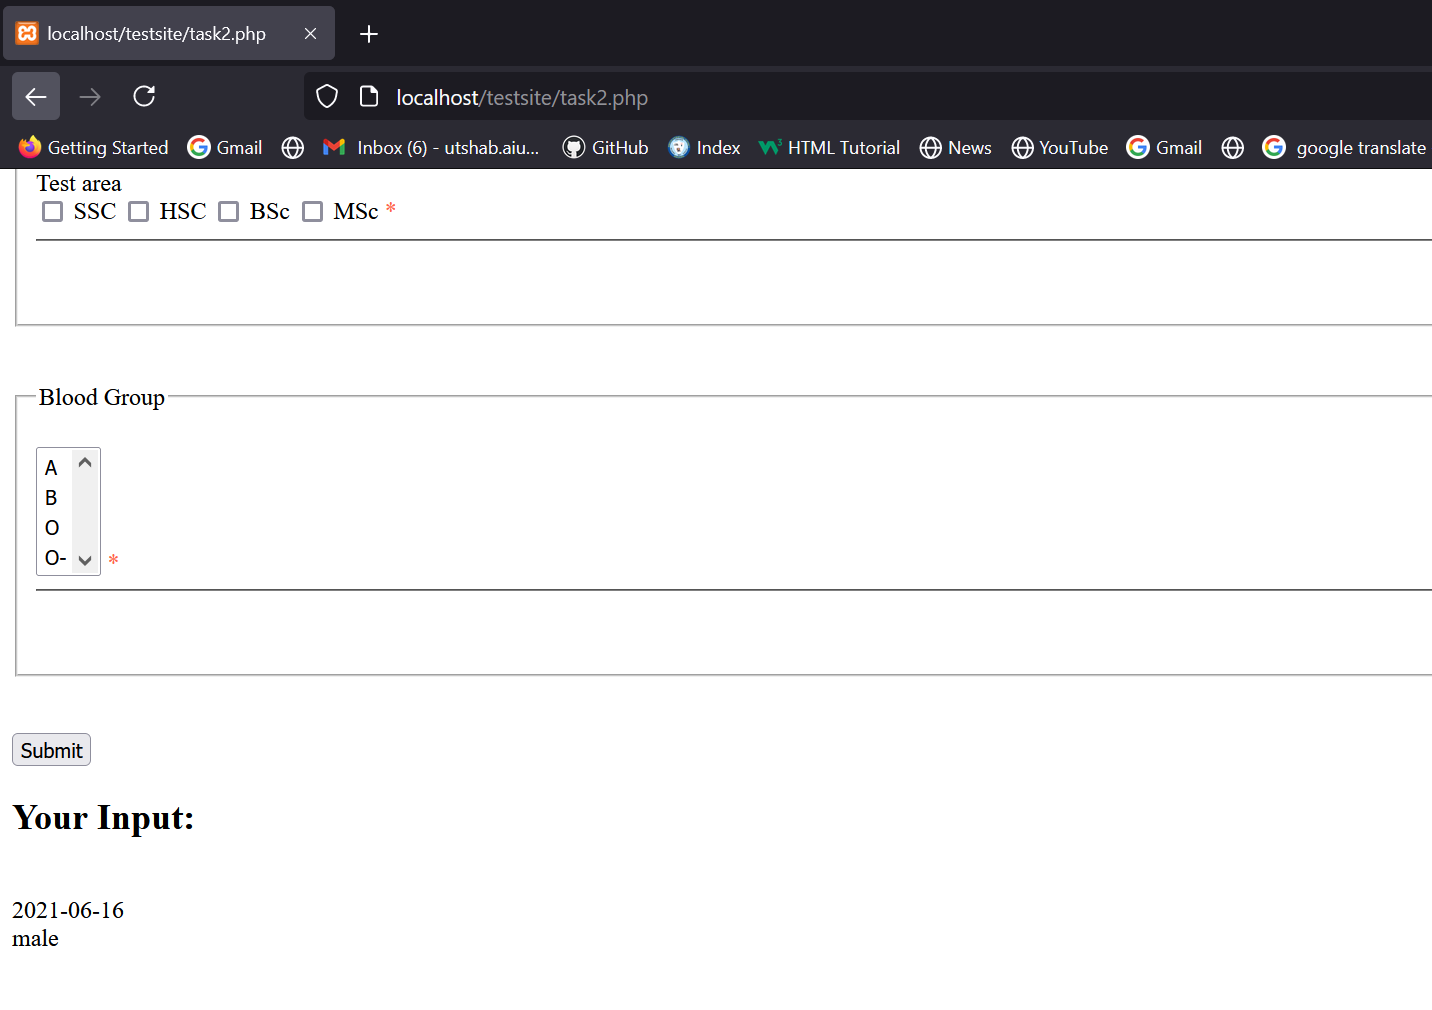 localhost/testsite/task2.php
localhost/testsite/task2.php
Getting Started Gmail Inbox (6) - utshab.aiu... GitHub Index HTML Tutorial News YouTube Gmail google translate
Test area
SSC HSC BSc MSc *
Blood Group
A
B
O
O- *
Submit
Your Input:
2021-06-16
male